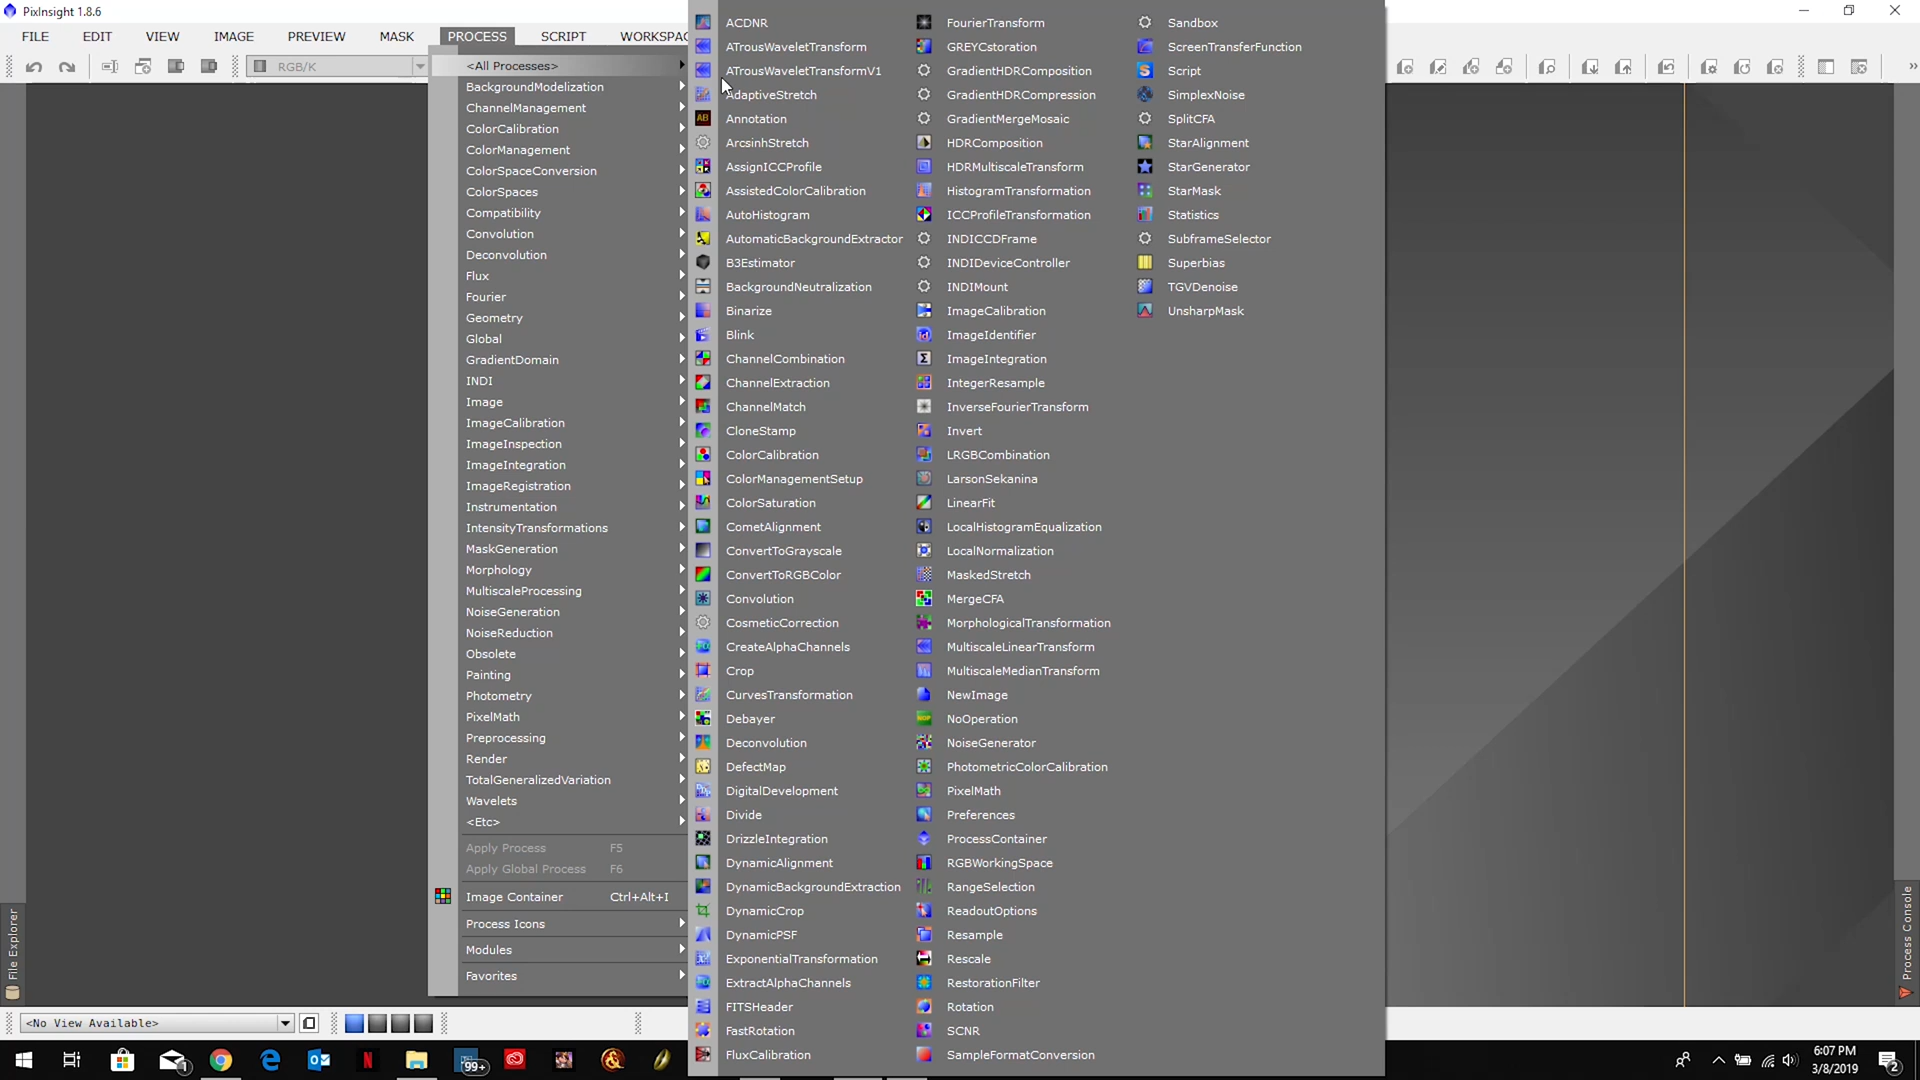 PixInsight 1.8.6
FILE EDIT VIEW IMAGE PREVIEW MASK PROCESS SCRIPT WORKSPAC
RGB/K
<All Processes>
BackgroundModelization
ChannelManagement
ColorCalibration
ColorManagement
ColorSpaceConversion
ColorSpaces
Compatibility
Convolution
Deconvolution
Flux
Fourier
Geometry
Global
GradientDomain
INDI
Image
ImageCalibration
ImageInspection
ImageIntegration
ImageRegistration
Instrumentation
IntensityTransformations
MaskGeneration
Morphology
MultiscaleProcessing
NoiseGeneration
NoiseReduction
Obsolete
Painting
Photometry
PixelMath
Preprocessing
Render
TotalGeneralizedVariation
Wavelets
<Etc>
Apply Process F5
Apply Global Process F6
Image Container Ctrl+Alt+I
Process Icons
Modules
Favorites
ACDNR
ATrousWaveletTransform
ATrousWaveletTransformV1
AdaptiveStretch
AB Annotation
ArcsinhStretch
AssignICCProfile
AssistedColorCalibration
AutoHistogram
AutomaticBackgroundExtractor
B3Estimator
BackgroundNeutralization
Binarize
Blink
ChannelCombination
ChannelExtraction
ChannelMatch
CloneStamp
ColorCalibration
ColorManagementSetup
ColorSaturation
CometAlignment
ConvertToGrayscale
ConvertToRGBColor
Convolution
CosmeticCorrection
CreateAlphaChannels
Crop
CurvesTransformation
Debayer
Deconvolution
DefectMap
DigitalDevelopment
Divide
DrizzleIntegration
DynamicAlignment
DynamicBackgroundExtraction
DynamicCrop
DynamicPSF
ExponentialTransformation
ExtractAlphaChannels
FITSHeader
FastRotation
FluxCalibration
FourierTransform
GREYCstoration
GradientHDRComposition
GradientHDRCompression
GradientMergeMosaic
HDRComposition
HDRMultiscaleTransform
HistogramTransformation
ICCProfileTransformation
INDICCDFrame
INDIDeviceController
INDIMount
ImageCalibration
ImageIdentifier
Σ ImageIntegration
IntegerResample
InverseFourierTransform
Invert
LRGBCombination
LarsonSekanina
LinearFit
LocalHistogramEqualization
LocalNormalization
MaskedStretch
MergeCFA
MorphologicalTransformation
MultiscaleLinearTransform
MultiscaleMedianTransform
NewImage
NOP NoOperation
NoiseGenerator
PhotometricColorCalibration
PixelMath
Preferences
ProcessContainer
RGBWorkingSpace
RangeSelection
ReadoutOptions
Resample
Rescale
RestorationFilter
Rotation
SCNR
SampleFormatConversion
Sandbox
ScreenTransferFunction
S Script
SimplexNoise
SplitCFA
StarAlignment
StarGenerator
StarMask
Statistics
SubframeSelector
Superbias
TGVDenoise
UnsharpMask
File Explorer
Process Console
<No View Available>
1
99+
6:07 PM
3/8/2019
2